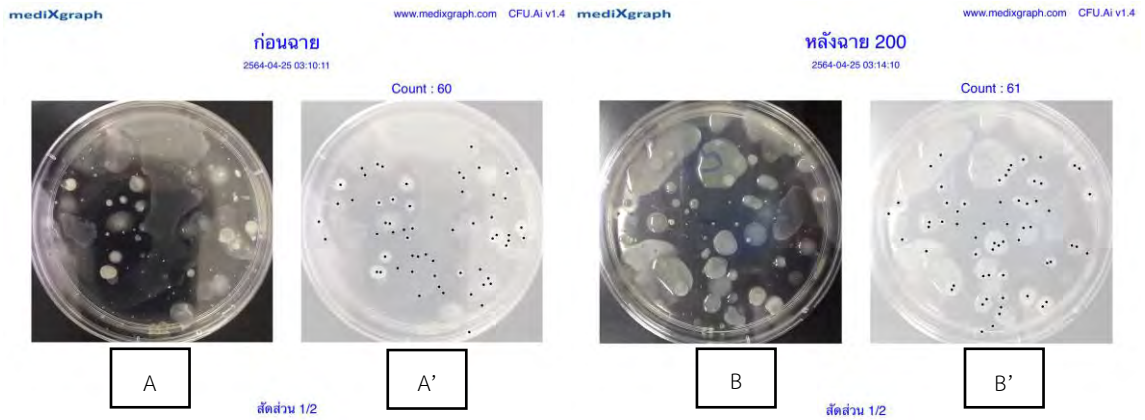 mediXgraph
www.medixgraph.com CFU.Ai v1.4
ก่อนฉาย
2564-04-25 03:10:11
Count : 60
A
A’
สัดส่วน 1/2
mediXgraph
www.medixgraph.com CFU.Ai v1.4
หลังฉาย 200
2564-04-25 03:14:10
Count : 61
B
B’
สัดส่วน 1/2